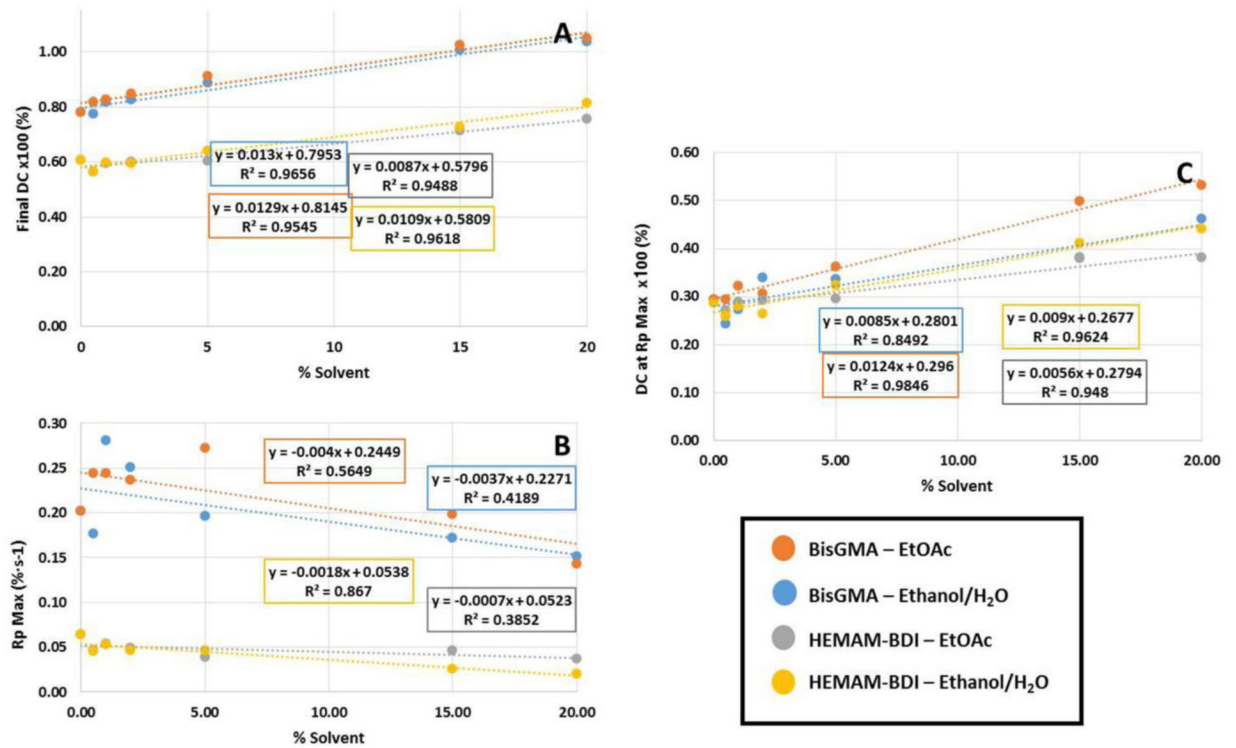 A
Final DC x100 (%)
1.00
0.80
0.60
0.40
0.20
0.00
y = 0.013x + 0.7953
R² = 0.9656
y = 0.0087x + 0.5796
R² = 0.9488
y = 0.0129x + 0.8145
R² = 0.9545
y = 0.0109x + 0.5809
R² = 0.9618
0 5 10 15 20
% Solvent
B
Rp Max (%·s-1)
0.30
0.25
0.20
0.15
0.10
0.05
0.00
y = -0.004x + 0.2449
R² = 0.5649
y = -0.0037x + 0.2271
R² = 0.4189
y = -0.0018x + 0.0538
R² = 0.867
y = -0.0007x + 0.0523
R² = 0.3852
0.00 5.00 10.00 15.00 20.00
% Solvent
C
DC at Rp Max x100 (%)
0.60
0.50
0.40
0.30
0.20
0.10
0.00
y = 0.0085x + 0.2801
R² = 0.8492
y = 0.009x + 0.2677
R² = 0.9624
y = 0.0124x + 0.296
R² = 0.9846
y = 0.0056x + 0.2794
R² = 0.948
0.00 5.00 10.00 15.00 20.00
% Solvent
BisGMA – EtOAc
BisGMA – Ethanol/H₂O
HEMAM-BDI – EtOAc
HEMAM-BDI – Ethanol/H₂O